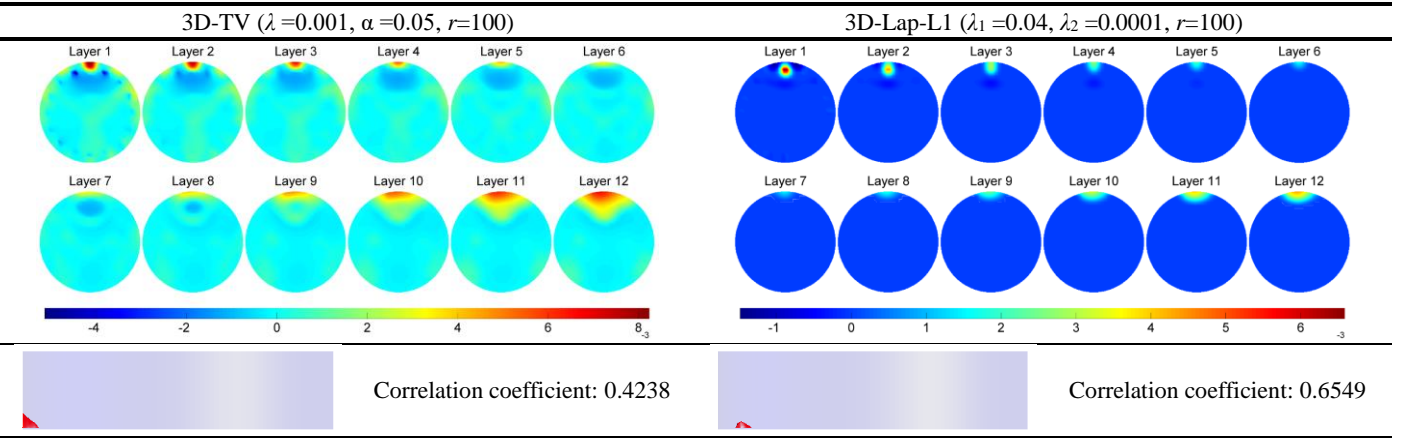 3D-TV (λ =0.001, α =0.05, r=100)
3D-Lap-L1 (λ1 =0.04, λ2 =0.0001, r=100)
Layer 1 Layer 2 Layer 3 Layer 4 Layer 5 Layer 6
Layer 1 Layer 2 Layer 3 Layer 4 Layer 5 Layer 6
Layer 7 Layer 8 Layer 9 Layer 10 Layer 11 Layer 12
Layer 7 Layer 8 Layer 9 Layer 10 Layer 11 Layer 12
-4 -2 0 2 4 6 8 -3
-1 0 1 2 3 4 5 6 -3
Correlation coefficient: 0.4238
Correlation coefficient: 0.6549